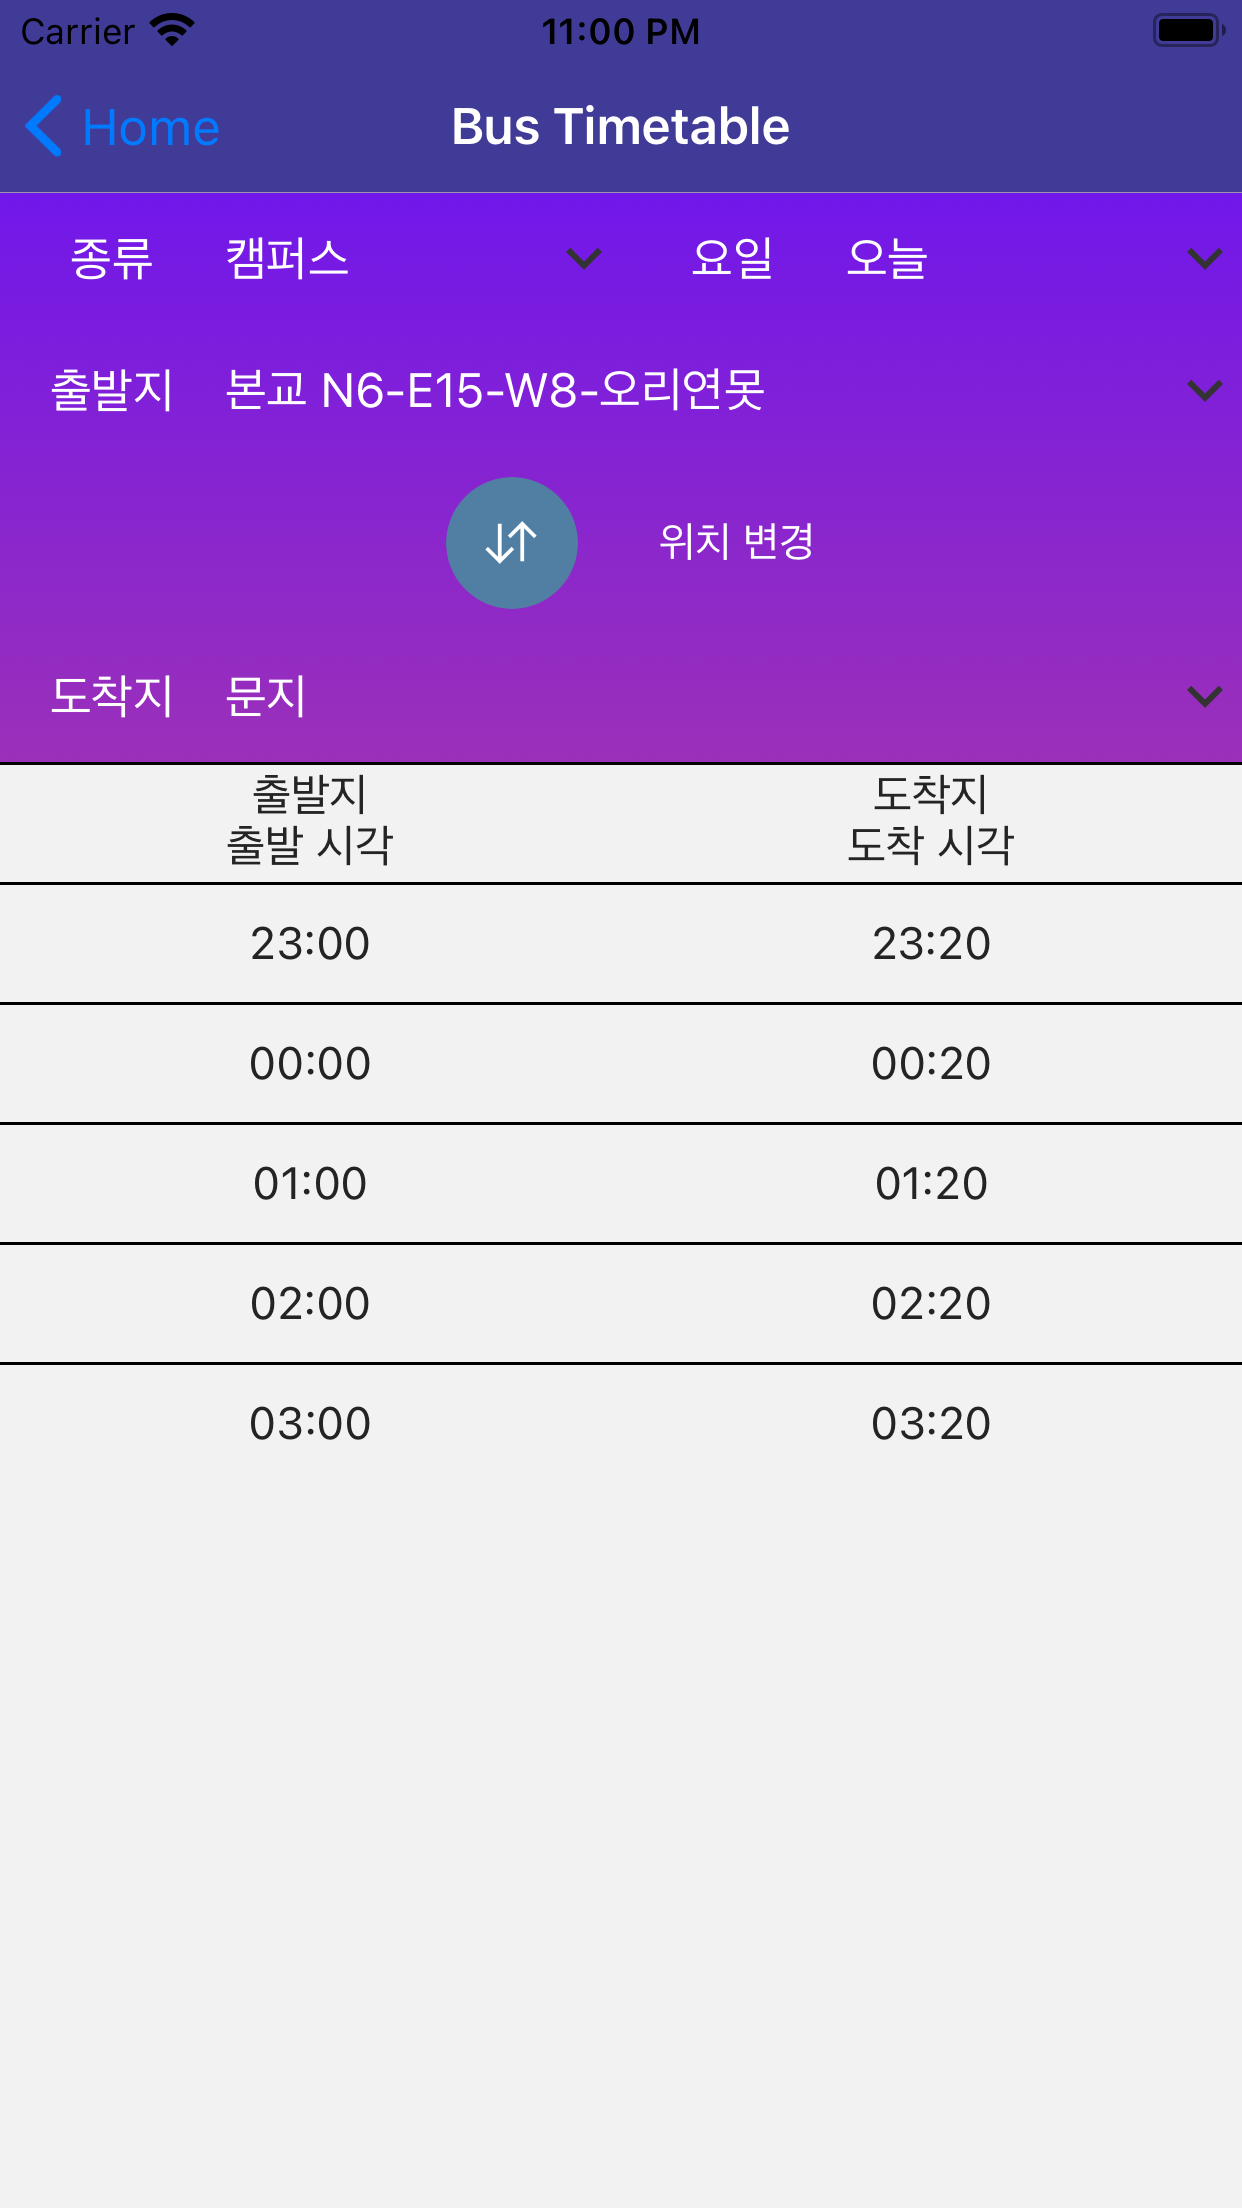 Carrier 11:00 PM
Home Bus Timetable
종류 캠퍼스 요일 오늘
출발지 본교 N6-E15-W8-오리연못
위치 변경
도착지 문지
출발지 도착지
출발 시각 도착 시각
23:00 23:20
00:00 00:20
01:00 01:20
02:00 02:20
03:00 03:20